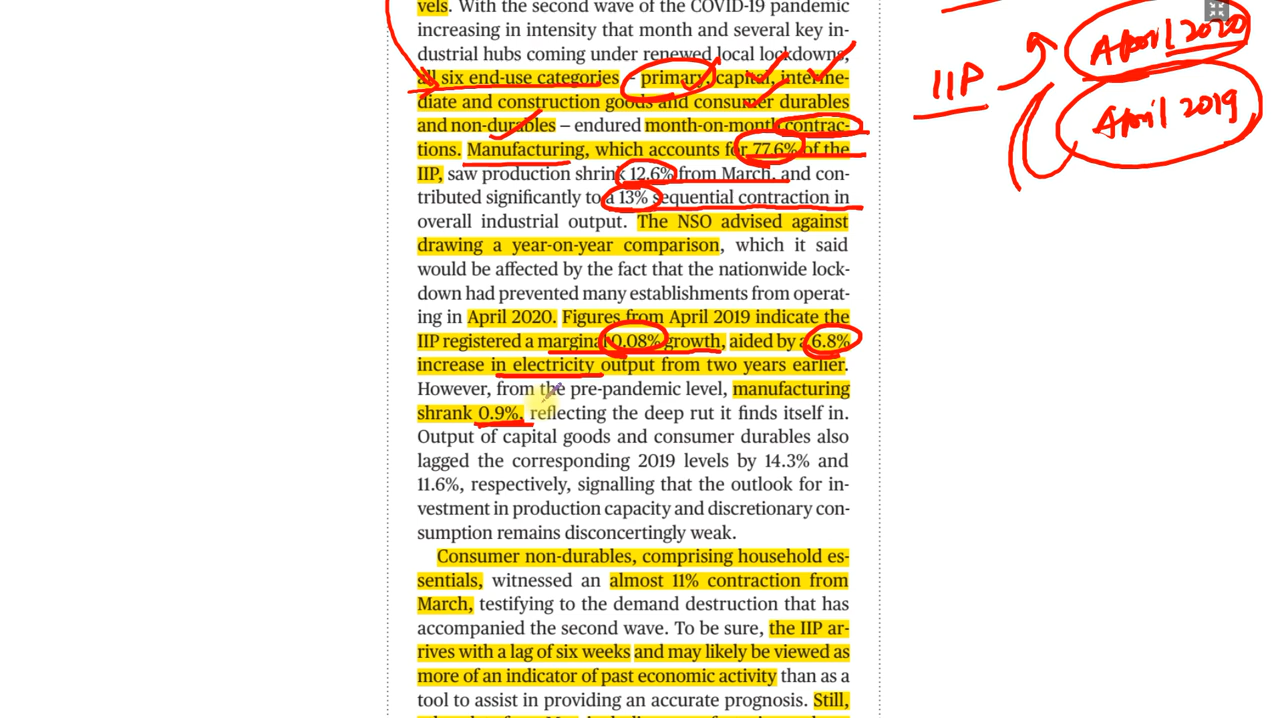 vels. With the second wave of the COVID-19 pandemic
increasing in intensity that month and several key in-
dustrial hubs coming under renewed local lockdowns,
all six end-use categories – primary, capital, interme-
diate and construction goods and consumer durables
and non-durables – endured month-on-month contrac-
tions. Manufacturing, which accounts for 77.6% of the
IIP, saw production shrink 12.6% from March, and con-
tributed significantly to a 13% sequential contraction in
overall industrial output. The NSO advised against
drawing a year-on-year comparison, which it said
would be affected by the fact that the nationwide lock-
down had prevented many establishments from operat-
ing in April 2020. Figures from April 2019 indicate the
IIP registered a marginal 0.08% growth, aided by a 6.8%
increase in electricity output from two years earlier.
However, from the pre-pandemic level, manufacturing
shrank 0.9%, reflecting the deep rut it finds itself in.
Output of capital goods and consumer durables also
lagged the corresponding 2019 levels by 14.3% and
11.6%, respectively, signalling that the outlook for in-
vestment in production capacity and discretionary con-
sumption remains disconcertingly weak.
Consumer non-durables, comprising household es-
sentials, witnessed an almost 11% contraction from
March, testifying to the demand destruction that has
accompanied the second wave. To be sure, the IIP ar-
rives with a lag of six weeks and may likely be viewed as
more of an indicator of past economic activity than as a
tool to assist in providing an accurate prognosis. Still,
IIP
April 2020
April 2019